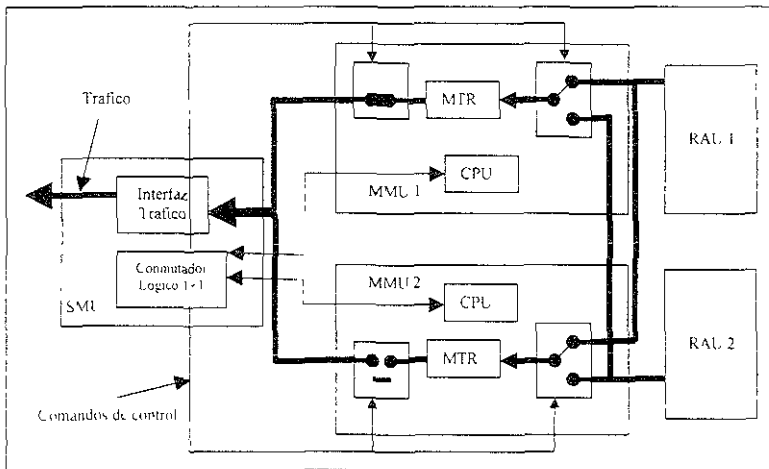 Trafico
MTR
RAU 1
CPU
MMU 1
Interfaz
Trafico
Conmutador
Logico 1+1
SMU
MMU 2
CPU
MTR
RAU 2
Comandos de control